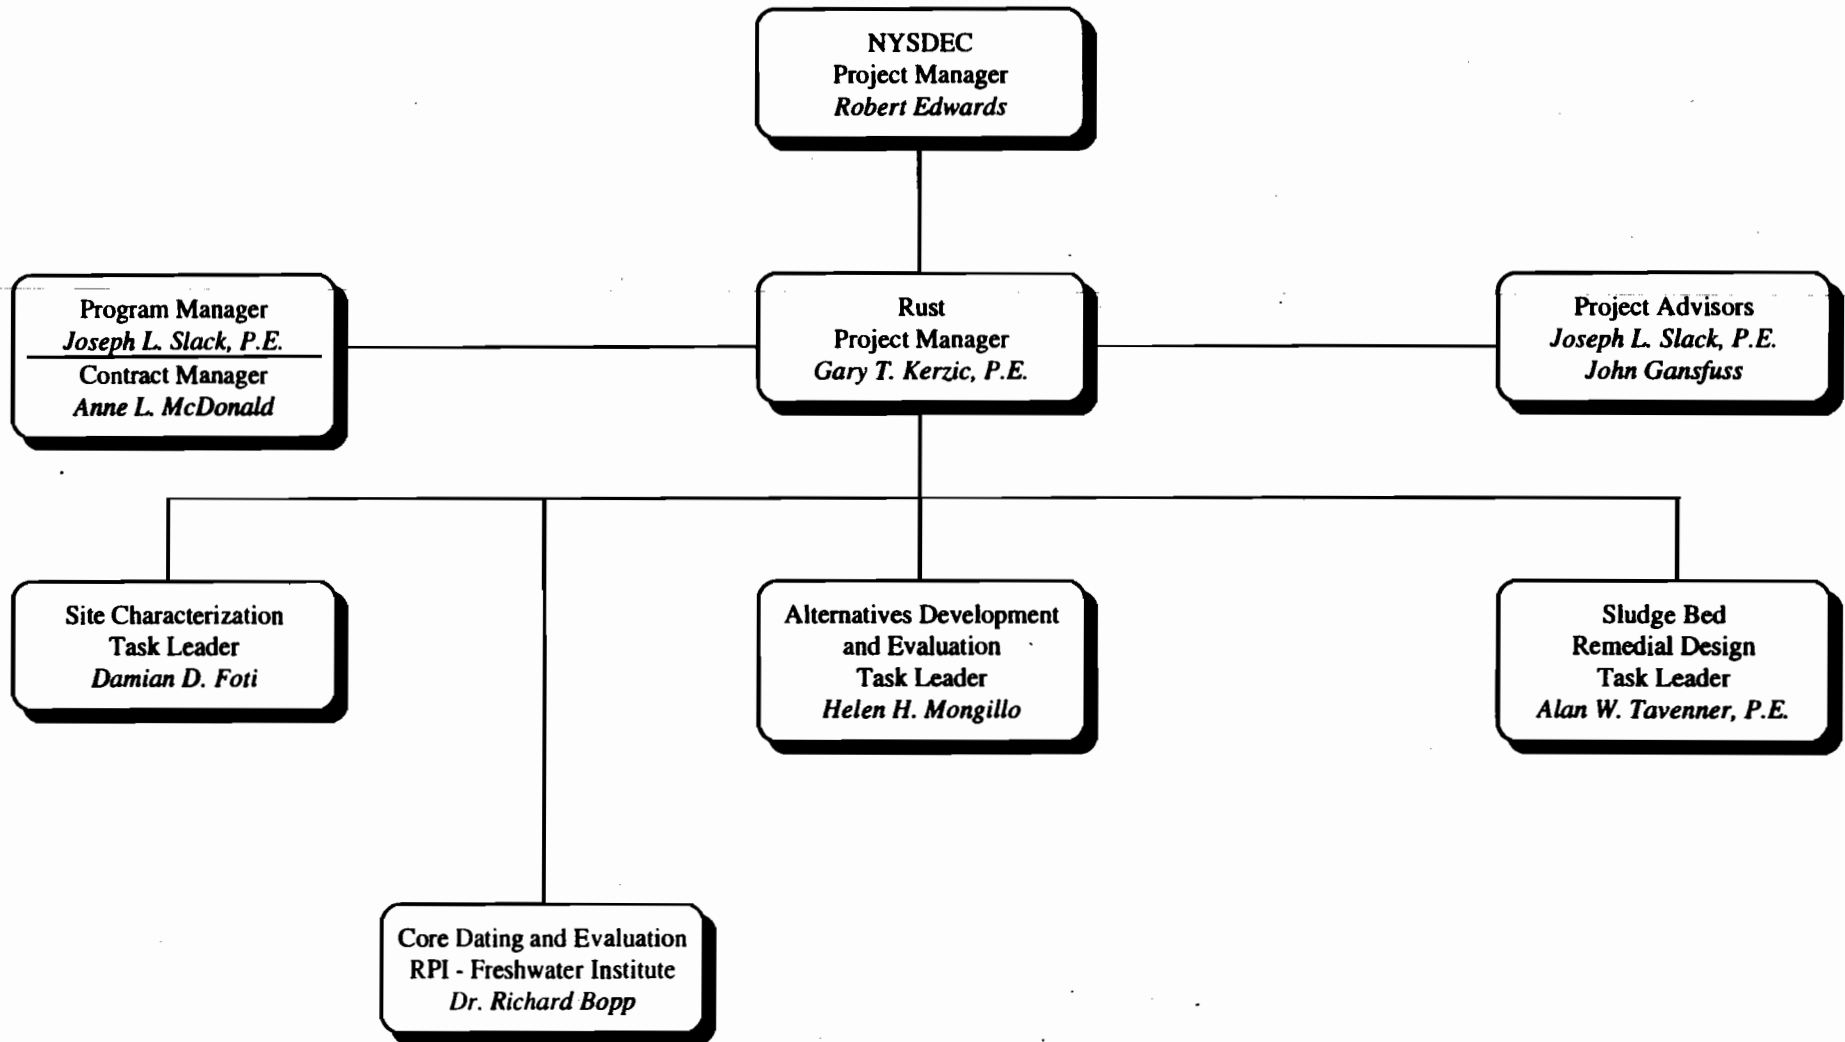 NYSDEC
Project Manager
Robert Edwards
Program Manager
Joseph L. Slack, P.E.
Contract Manager
Anne L. McDonald
Rust
Project Manager
Gary T. Kerzic, P.E.
Project Advisors
Joseph L. Slack, P.E.
John Gansfuss
Site Characterization
Task Leader
Damian D. Foti
Alternatives Development
and Evaluation
Task Leader
Helen H. Mongillo
Sludge Bed
Remedial Design
Task Leader
Alan W. Tavenner, P.E.
Core Dating and Evaluation
RPI - Freshwater Institute
Dr. Richard Bopp